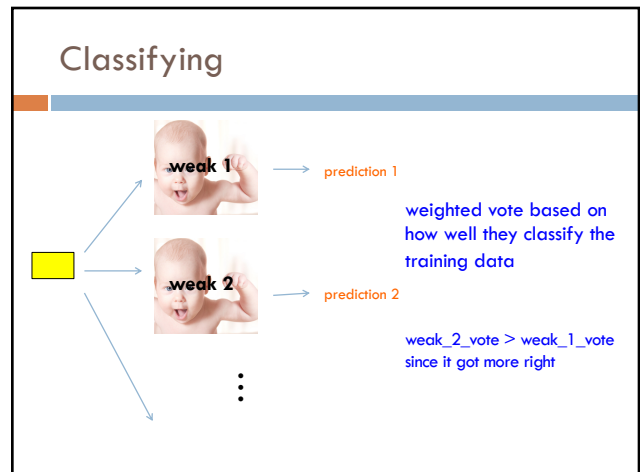 Classifying
weak 1
prediction 1
weighted vote based on
how well they classify the
training data
weak 2
prediction 2
weak_2_vote > weak_1_vote
since it got more right
⋮